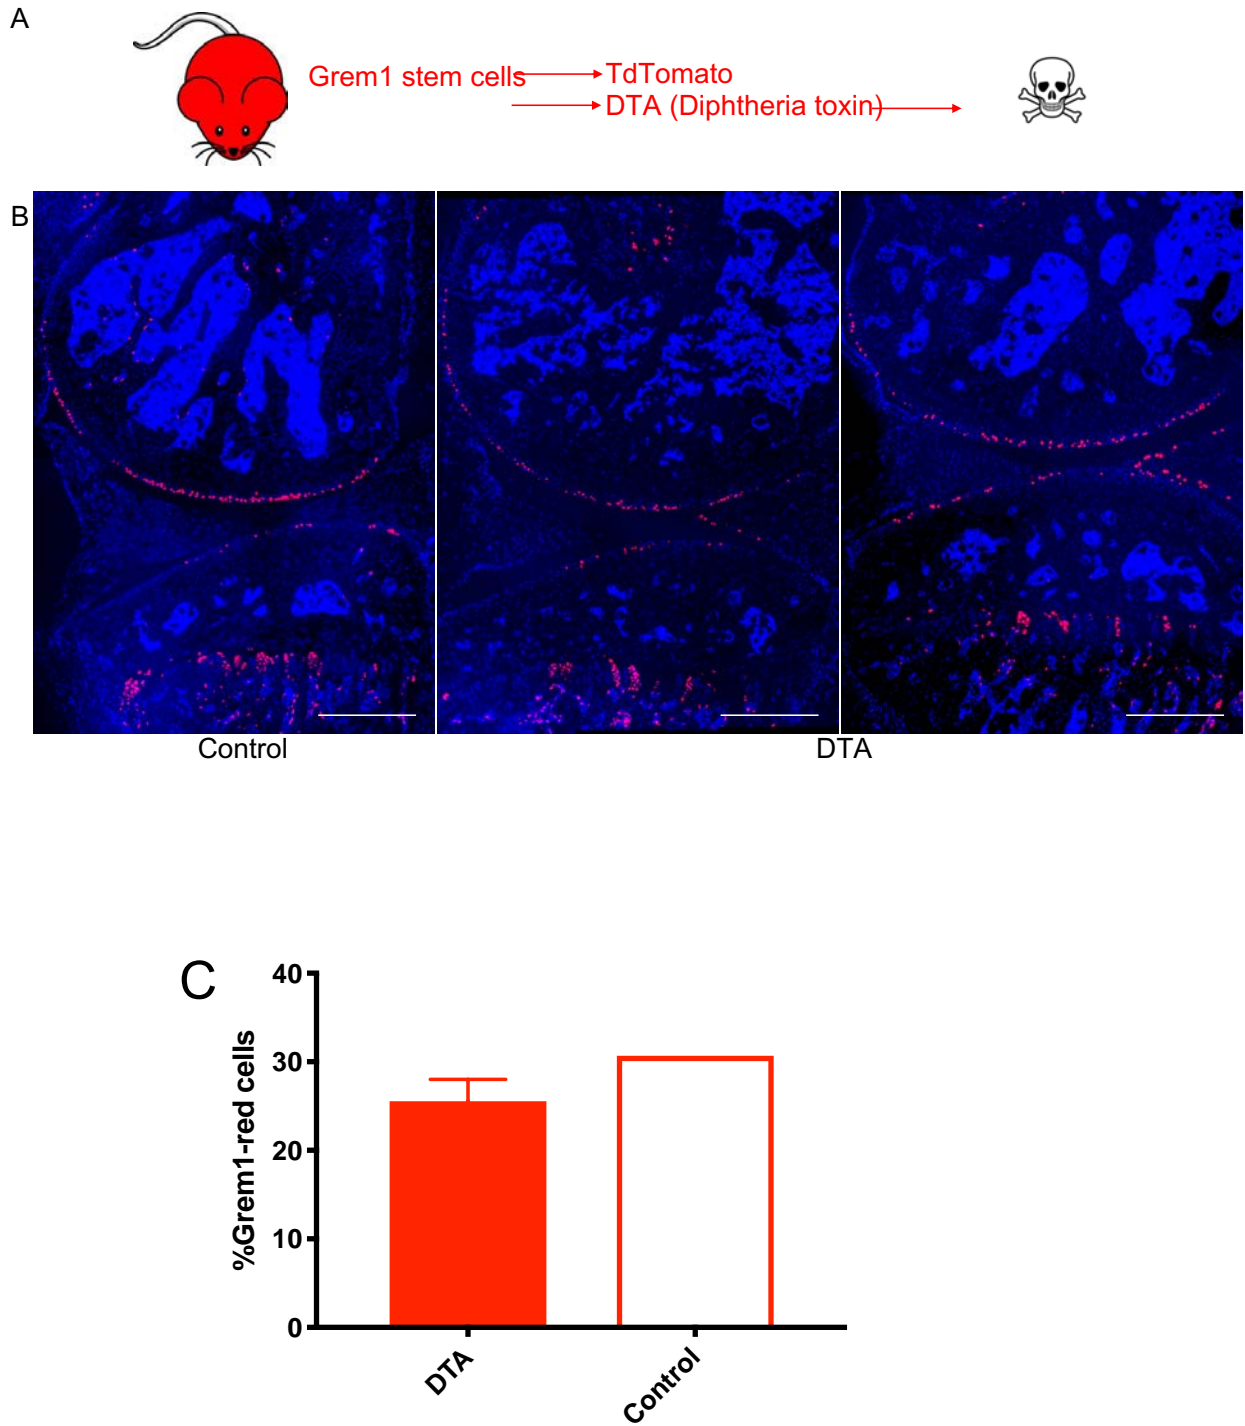 A
Grem1 stem cells
TdTomato
DTA (Diphtheria toxin)
B
Control
DTA
C
40
30
20
10
0
%Grem1-red cells
DTA
Control